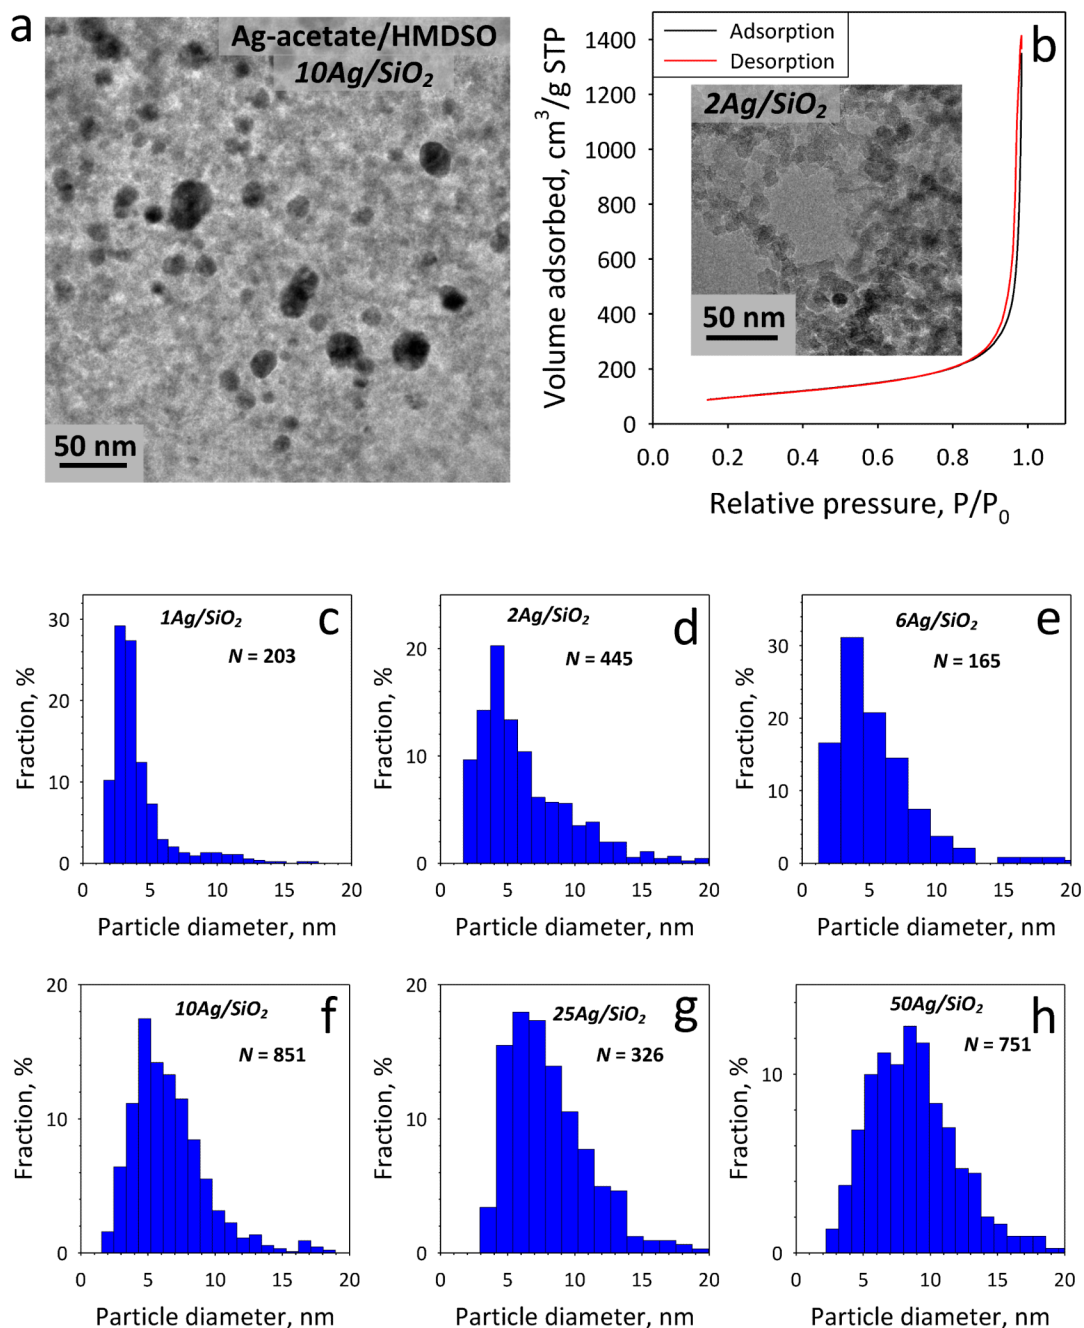 a
Ag-acetate/HMDSO
10Ag/SiO2
50 nm
b
Adsorption
Desorption
2Ag/SiO2
50 nm
Volume adsorbed, cm³/g STP
1400
1200
1000
800
600
400
200
0
0.0 0.2 0.4 0.6 0.8 1.0
Relative pressure, P/P0
c
1Ag/SiO2
N = 203
Fraction, %
30
20
10
0
0 5 10 15 20
Particle diameter, nm
d
2Ag/SiO2
N = 445
Fraction, %
20
10
0
0 5 10 15 20
Particle diameter, nm
e
6Ag/SiO2
N = 165
Fraction, %
30
20
10
0
0 5 10 15 20
Particle diameter, nm
f
10Ag/SiO2
N = 851
Fraction, %
20
10
0
0 5 10 15 20
Particle diameter, nm
g
25Ag/SiO2
N = 326
Fraction, %
20
10
0
0 5 10 15 20
Particle diameter, nm
h
50Ag/SiO2
N = 751
Fraction, %
10
0
0 5 10 15 20
Particle diameter, nm